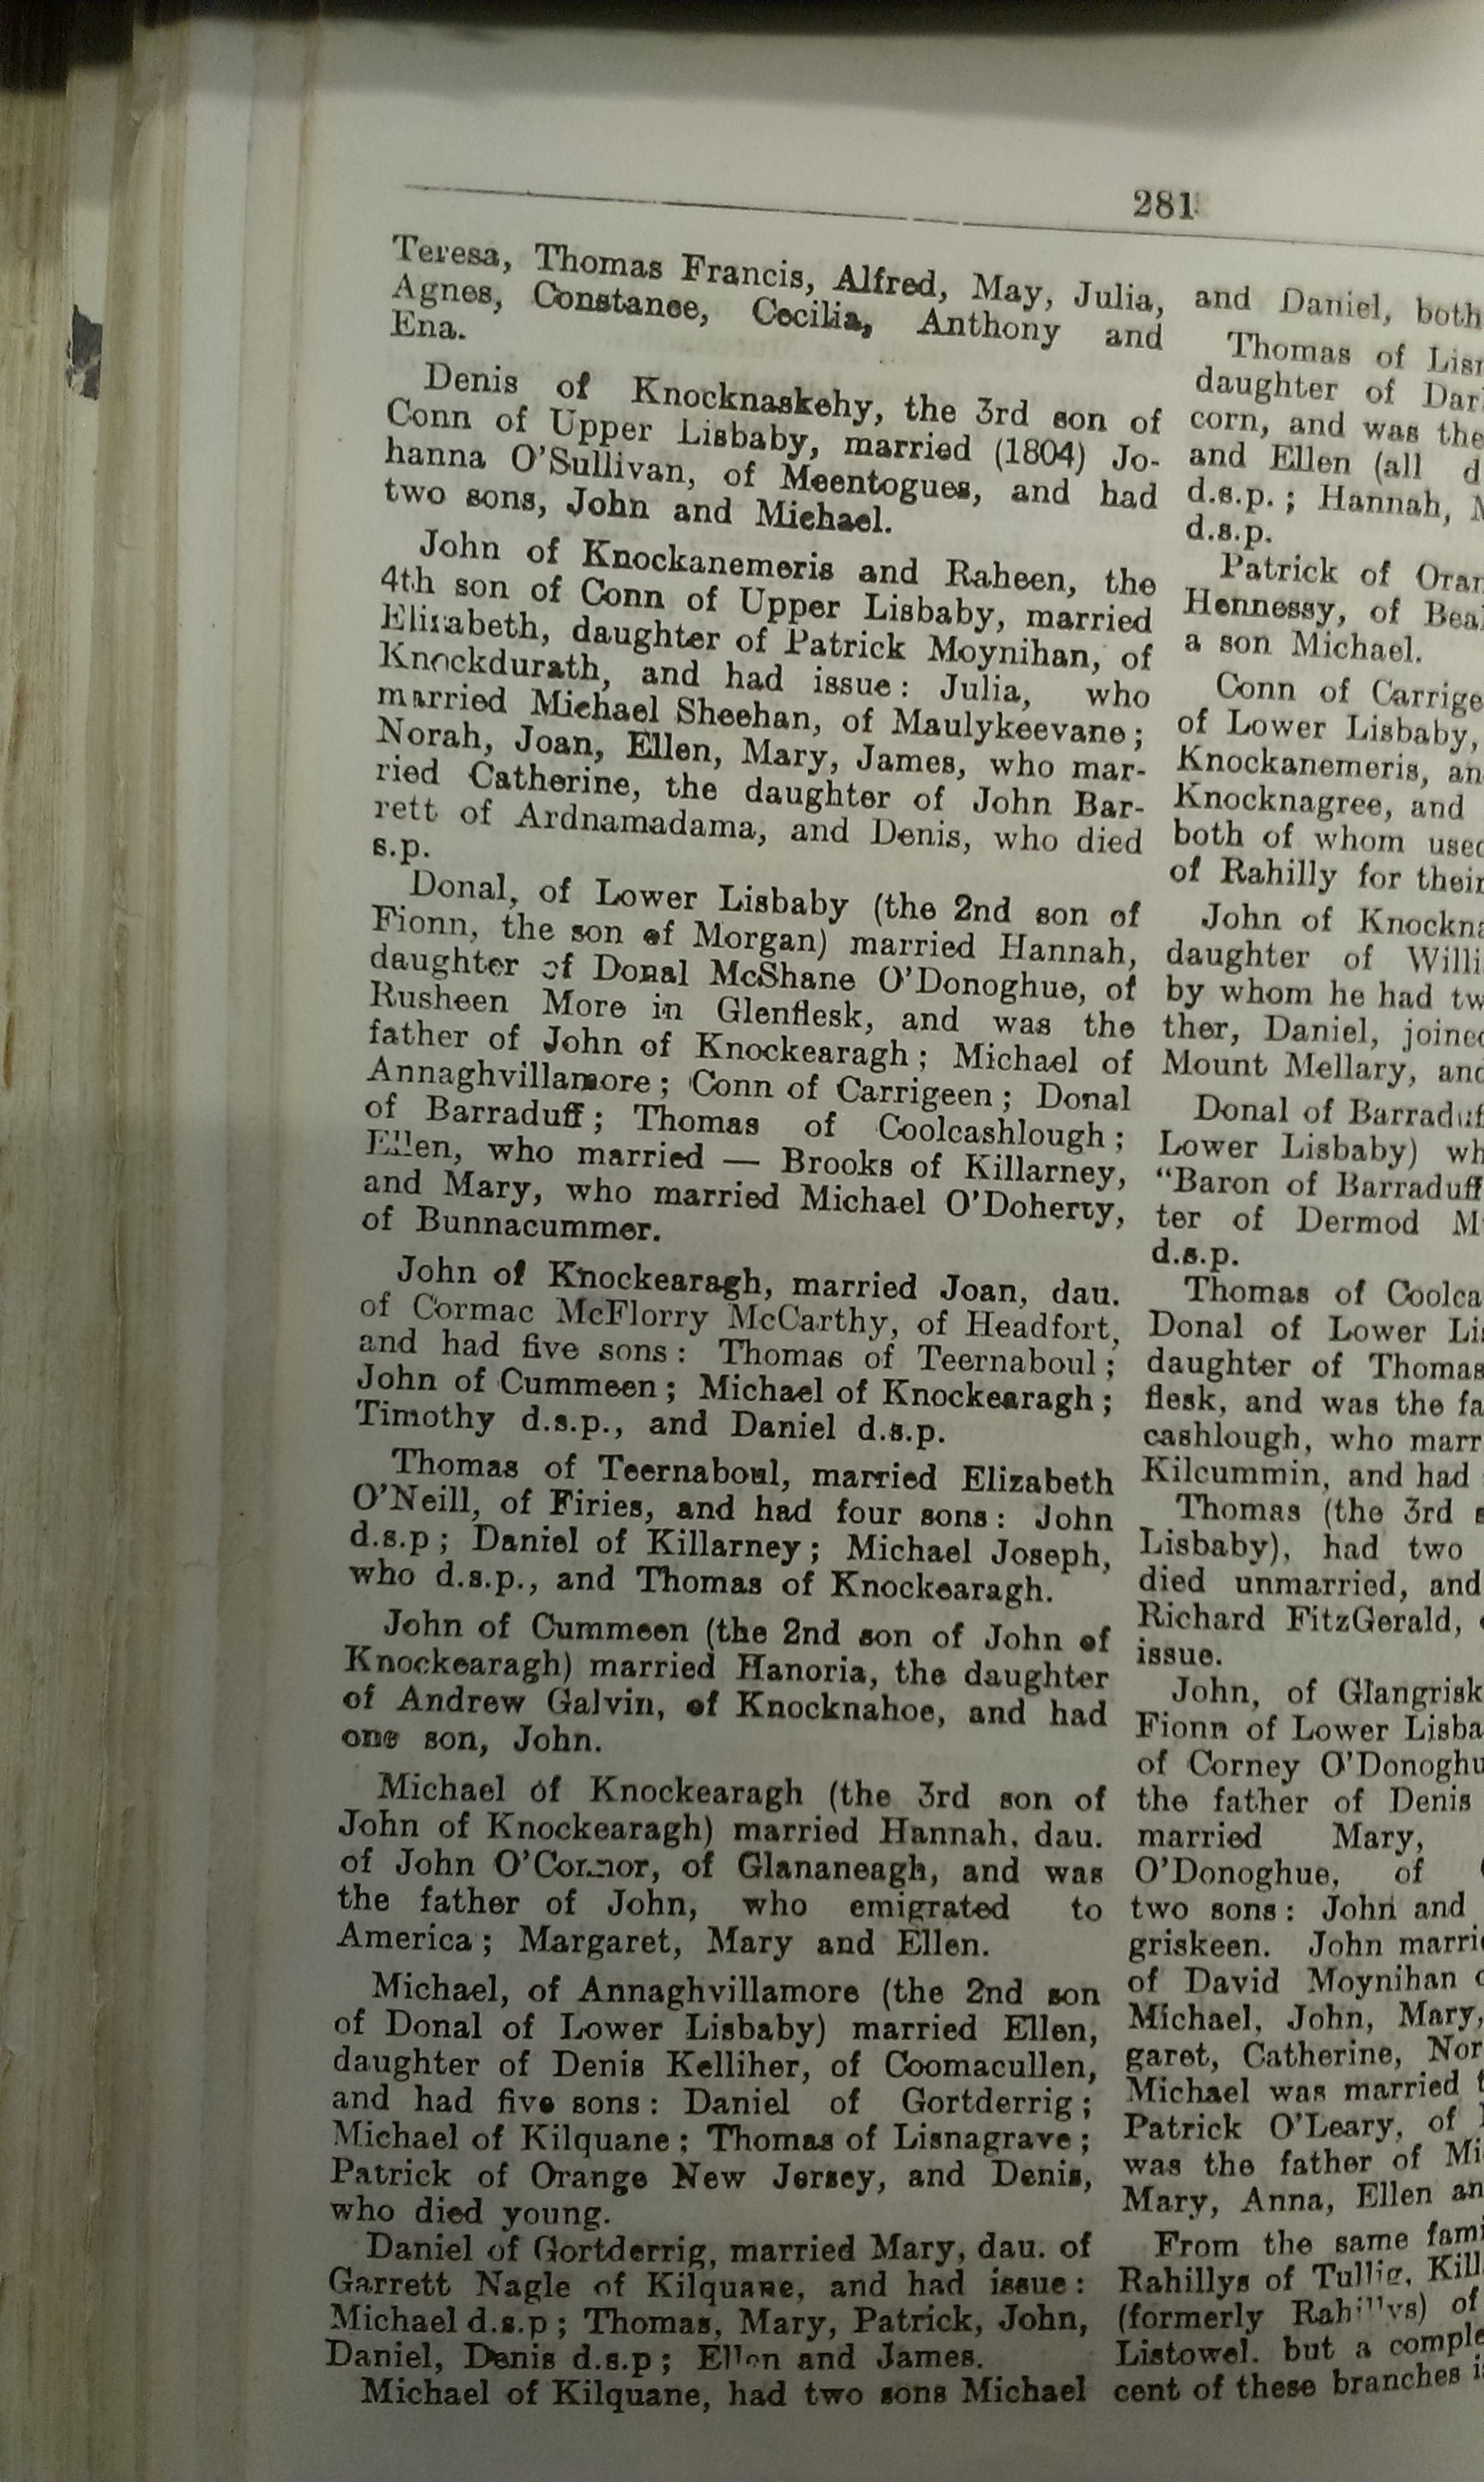 281
Teresa, Thomas Francis, Alfred, May, Julia,
Agnes, Constance, Cecilia, Anthony and
Ena.
Denis of Knocknaskehy, the 3rd son of
Conn of Upper Lisbaby, married (1804) Jo-
hanna O'Sullivan, of Meentogues, and had
two sons, John and Michael.
John of Knockanemeris and Raheen, the
4th son of Conn of Upper Lisbaby, married
Elizabeth, daughter of Patrick Moynihan, of
Knockdurath, and had issue: Julia, who
married Michael Sheehan, of Maulykeevane;
Norah, Joan, Ellen, Mary, James, who mar-
ried Catherine, the daughter of John Bar-
rett of Ardnamadama, and Denis, who died
s.p.
Donal, of Lower Lisbaby (the 2nd son of
Fionn, the son of Morgan) married Hannah,
daughter of Donal McShane O'Donoghue, of
Rusheen More in Glenflesk, and was the
father of John of Knockearagh; Michael of
Annaghvillamore; Conn of Carrigeen; Donal
of Barraduff; Thomas of Coolcashlough;
Ellen, who married — Brooks of Killarney,
and Mary, who married Michael O'Doherty,
of Bunnacummer.
John of Knockearagh, married Joan, dau.
of Cormac McFlorry McCarthy, of Headfort,
and had five sons: Thomas of Teernaboul;
John of Cummeen; Michael of Knockearagh;
Timothy d.s.p., and Daniel d.s.p.
Thomas of Teernaboul, married Elizabeth
O'Neill, of Firies, and had four sons: John
d.s.p; Daniel of Killarney; Michael Joseph,
who d.s.p., and Thomas of Knockearagh.
John of Cummeen (the 2nd son of John of
Knockearagh) married Hanoria, the daughter
of Andrew Galvin, of Knocknahoe, and had
one son, John.
Michael of Knockearagh (the 3rd son of
John of Knockearagh) married Hannah, dau.
of John O'Connor, of Glananeagh, and was
the father of John, who emigrated to
America; Margaret, Mary and Ellen.
Michael, of Annaghvillamore (the 2nd son
of Donal of Lower Lisbaby) married Ellen,
daughter of Denis Kelliher, of Coomacullen,
and had five sons: Daniel of Gortderrig;
Michael of Kilquane; Thomas of Lisnagrave;
Patrick of Orange New Jersey, and Denis,
who died young.
Daniel of Gortderrig, married Mary, dau. of
Garrett Nagle of Kilquane, and had issue:
Michael d.s.p; Thomas, Mary, Patrick, John,
Daniel, Denis d.s.p; Ellen and James.
Michael of Kilquane, had two sons Michael
and Daniel, both
Thomas of
daughter of
corn, and was the
and Ellen (all
d.s.p.; Hannah,
d.s.p.
Patrick of
Hennessy, of
a son Michael.
Conn of
of Lower Lisbaby,
Knockanemeris,
Knocknagree, and
both of whom
of Rahilly for their
John of
daughter of
by whom he had
ther, Daniel,
Mount Mellary,
Donal of
Lower Lisbaby)
"Baron of Barraduff
ter of Dermod
d.s.p.
Thomas of
Donal of Lower
daughter of Thomas
flesk, and was the
cashlough, who
Kilcummin, and had
Thomas (the 3rd
Lisbaby), had two
died unmarried, and
Richard FitzGerald,
issue.
John, of
Fionn of Lower
of Corney
the father of Denis
married Mary,
O'Donoghue, of
two sons: John and
griskeen. John
of David Moynihan
Michael, John, Mary,
garet, Catherine,
Michael was married
Patrick O'Leary, of
was the father of
Mary, Anna, Ellen
From the same
Rahillys of Tullig,
(formerly Rahillys) of
Listowel. but a
cent of these branches